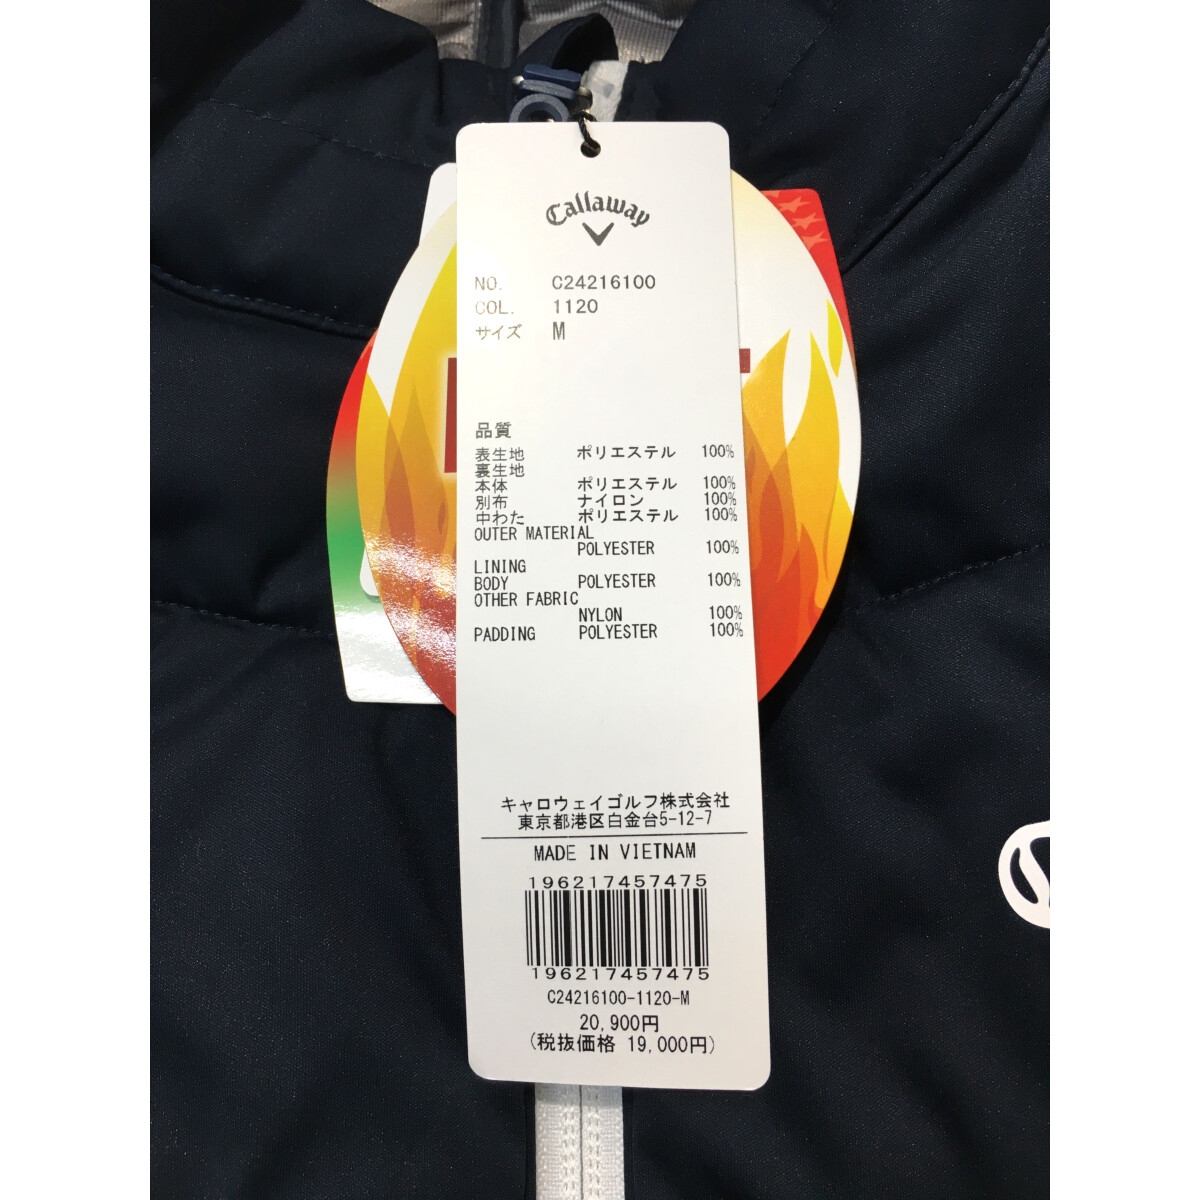 Callaway
NO. C24216100
COL. 1120
サイズ M
品質
表生地 ポリエステル 100%
裏生地
本体 ポリエステル 100%
別布 ナイロン 100%
中わた ポリエステル 100%
OUTER MATERIAL
POLYESTER 100%
LINING
BODY POLYESTER 100%
OTHER FABRIC
NYLON 100%
PADDING POLYESTER 100%
キャロウェイゴルフ株式会社
東京都港区白金台5-12-7
MADE IN VIETNAM
196217457475
196217457475
C24216100-1120-M
20,900円
(税抜価格 19,000円)